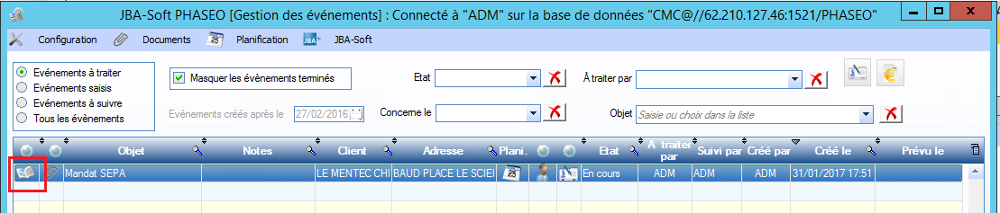 JBA-Soft PHASEO [Gestion des événements] : Connecté à "ADM" sur la base de données "CMC@//62.210.127.46:1521/PHASEO"
Configuration Documents 25 Planification JBA JBA-Soft
Evénements à traiter
Evénements saisis
Evénements à suivre
Tous les évènements
Masquer les évènements terminés
Evénements créés après le 27/02/2016
Etat
Concerne le
À traiter par
Objet Saisie ou choix dans la liste
Objet Notes Client Adresse Plani. Etat A traiter par Suivi par Créé par Créé le Prévu le
Mandat SEPA LE MENTEC CHI BAUD PLACE LE SCIEI 25 En cours ADM ADM ADM 31/01/2017 17:51